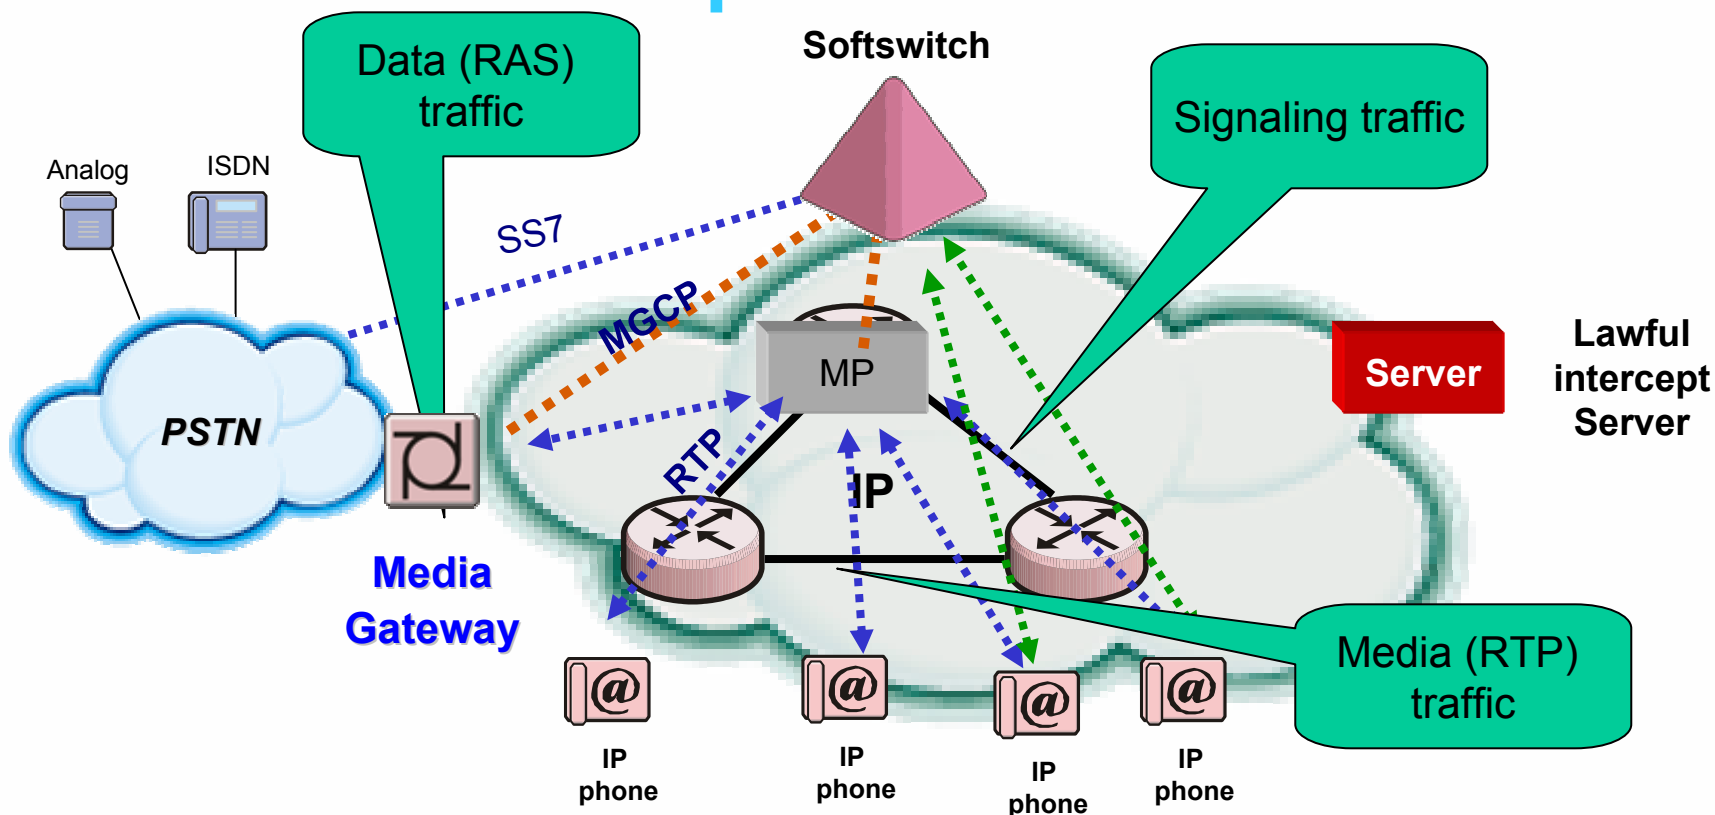 Softswitch
Data (RAS)
traffic
Signaling traffic
Analog
ISDN
SS7
MGCP
MP
Server
Lawful
intercept
Server
PSTN
RTP
IP
Media
Gateway
Media (RTP)
traffic
@
@
@
@
IP
phone
IP
phone
IP
phone
IP
phone